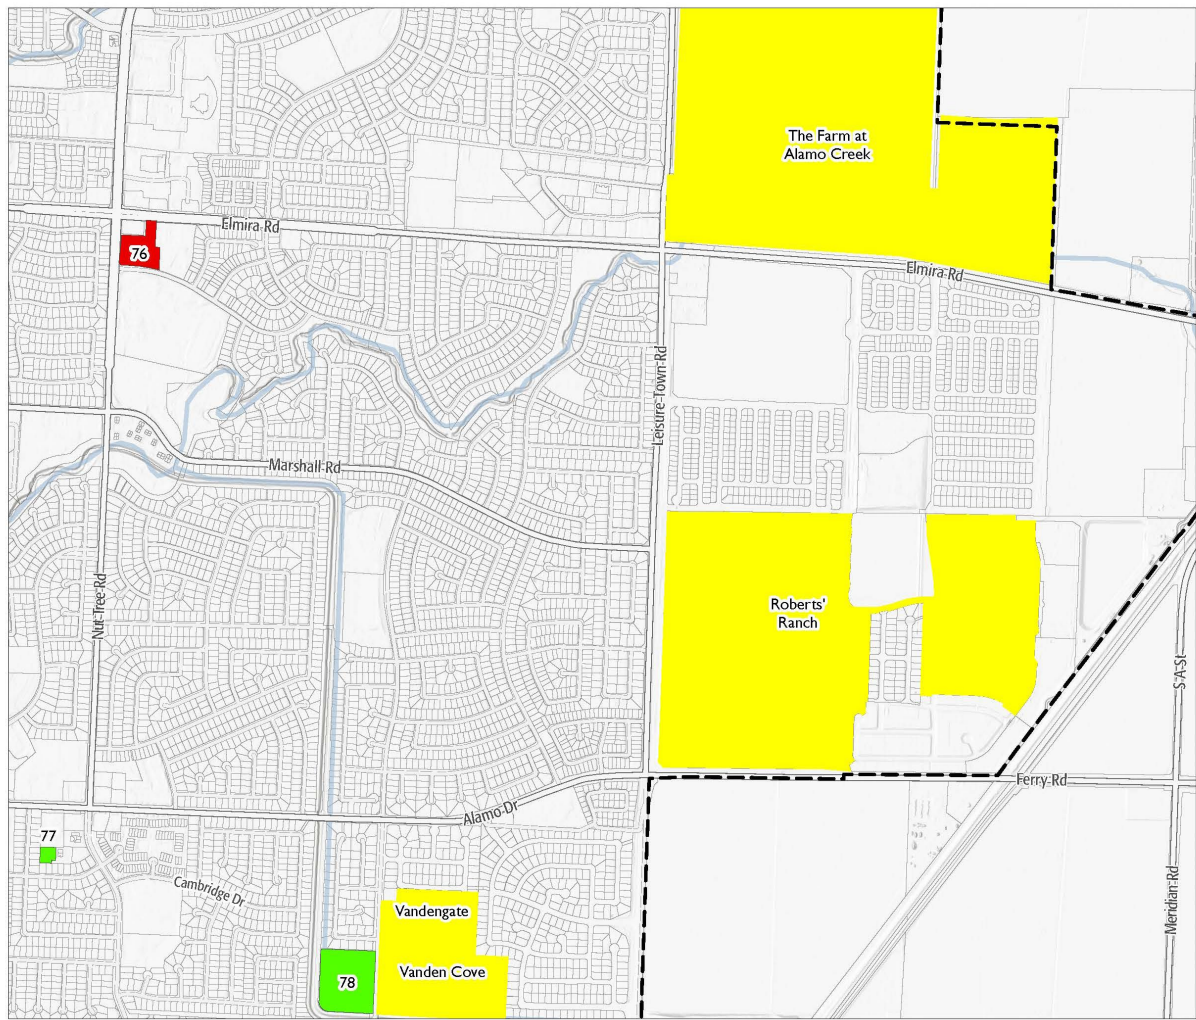 The Farm at
Alamo Creek
Elmira Rd
76
Elmira Rd
Leisure Town Rd
Marshall Rd
Nut Tree Rd
Roberts'
Ranch
S A St
Ferry Rd
Alamo Dr
77
Cambridge Dr
Meridian Rd
Vandengate
Vanden Cove
78